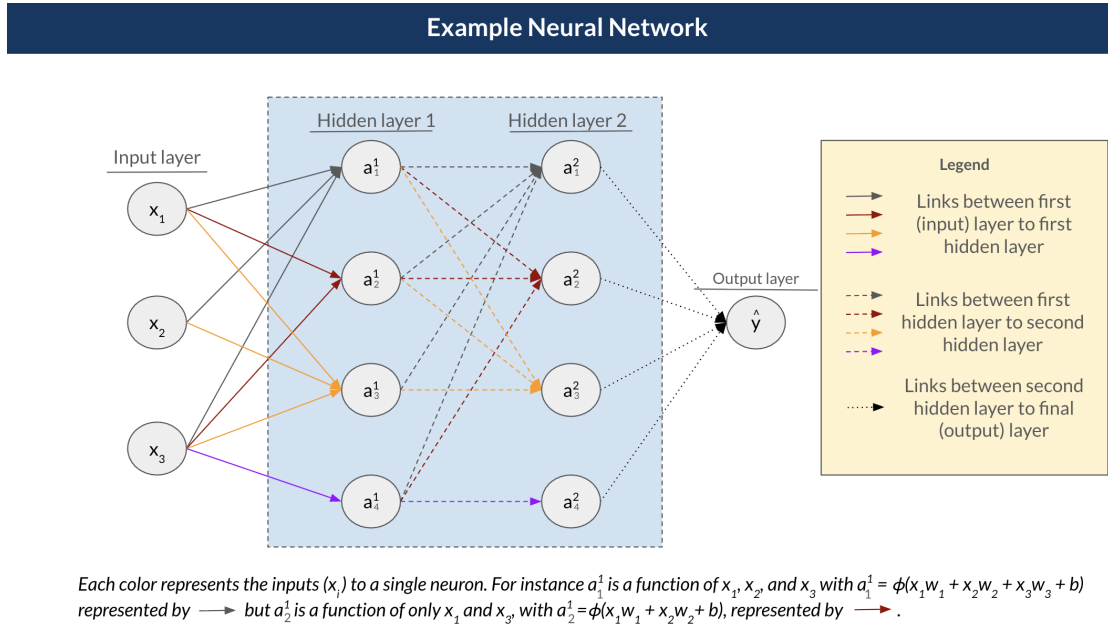 Example Neural Network
Input layer
Hidden layer 1
Hidden layer 2
Output layer
x₁
x₂
x₃
a¹₁
a¹₂
a¹₃
a¹₄
a²₁
a²₂
a²₃
a²₄
ŷ
Legend
Links between first
(input) layer to first
hidden layer
Links between first
hidden layer to second
hidden layer
Links between second
hidden layer to final
(output) layer
Each color represents the inputs (xᵢ) to a single neuron. For instance a¹₁ is a function of x₁, x₂, and x₃ with a¹₁ = ϕ(x₁w₁ + x₂w₂ + x₃w₃ + b)
represented by → but a¹₂ is a function of only x₁ and x₃, with a¹₂ = ϕ(x₁w₁ + x₂w₂ + b), represented by → .